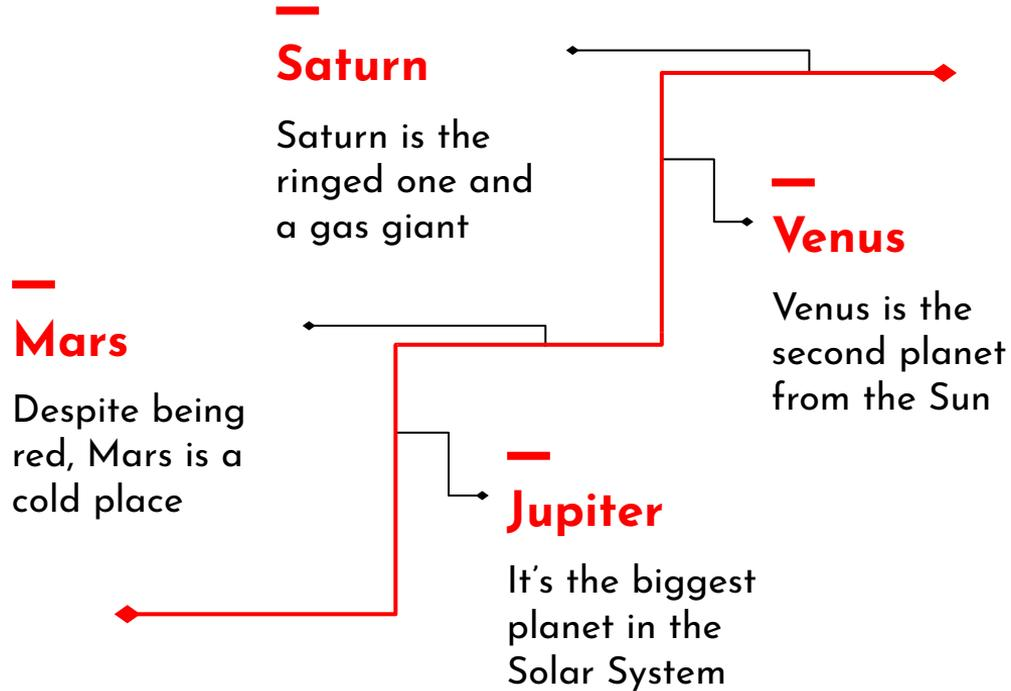 Saturn
Saturn is the
ringed one and
a gas giant
Venus
Venus is the
second planet
from the Sun
Mars
Despite being
red, Mars is a
cold place
Jupiter
It’s the biggest
planet in the
Solar System